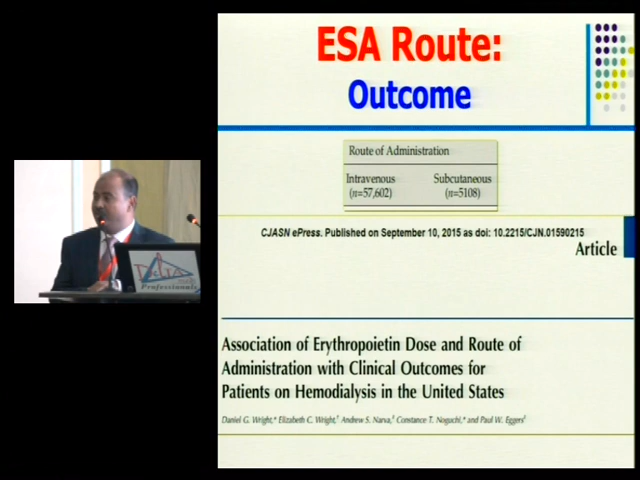 ESA Route:
Outcome
Route of Administration
Intravenous Subcutaneous
(n=57,602) (n=5108)
CJASN ePress. Published on September 10, 2015 as doi: 10.2215/CJN.01590215
Article
Association of Erythropoietin Dose and Route of
Administration with Clinical Outcomes for
Patients on Hemodialysis in the United States
Daniel G. Wright,* Elizabeth C. Wright,† Andrew S. Narva,‡ Constance T. Noguchi,* and Paul W. Eggers‡
Delta
Professionals